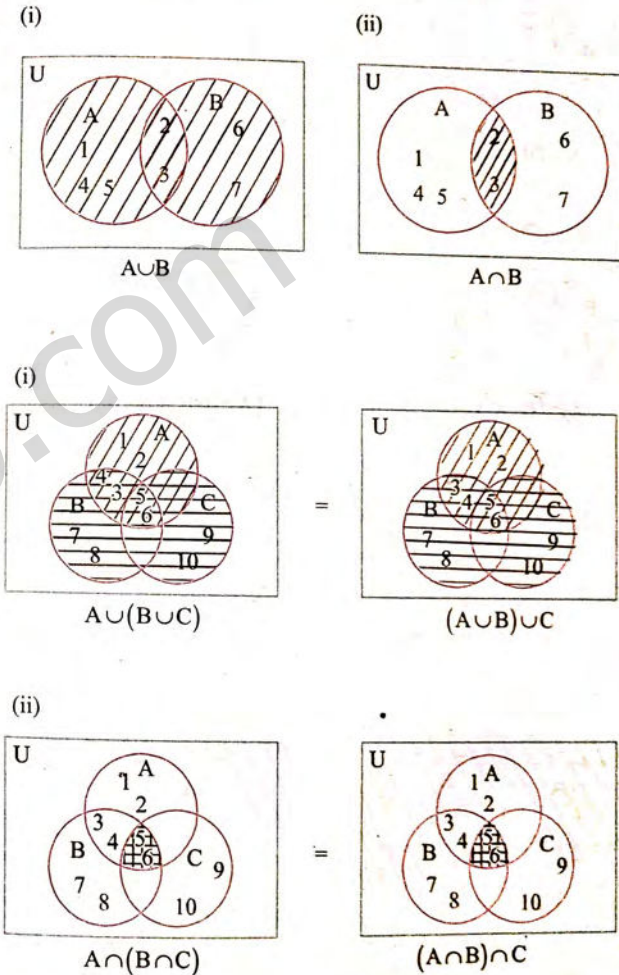 (i) (ii)
U U
A B A B
2 6 2 6
1 1
3 3
4 5 7 4 5 7
A∪B A∩B
(i)
U U
1 A 1 A
2 2
4 3 5 3 4 5
B C B C
6 6
7 9 7 9
8 10 8 10
=
A∪(B∪C) (A∪B)∪C
(ii)
U U
1 A 1 A
2 2
3 5 3 5
4 4
B 6 C B 6 C
7 9 7 9
8 10 8 10
=
A∩(B∩C) (A∩B)∩C
.com